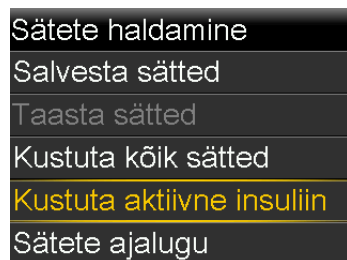 Sätete haldamine
Salvesta sätted
Taasta sätted
Kustuta kõik sätted
Kustuta aktiivne insuliin
Sätete ajalugu